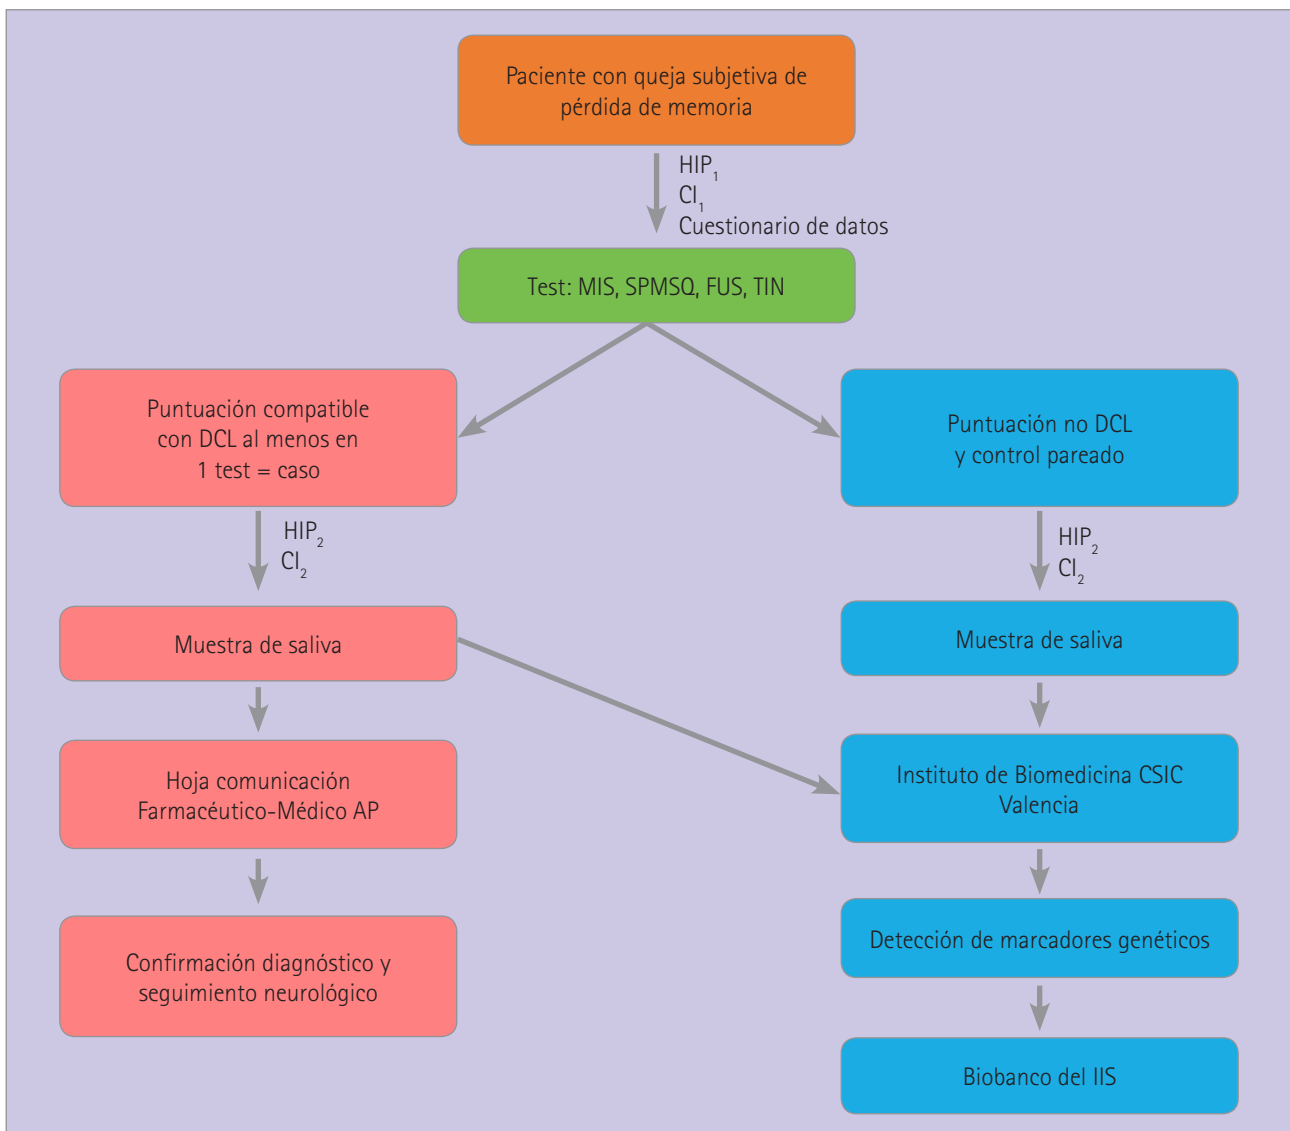 Paciente con queja subjetiva de
pérdida de memoria
HIP₁
CI₁
Cuestionario de datos
Test: MIS, SPMSQ, FUS, TIN
Puntuación compatible
con DCL al menos en
1 test = caso
Puntuación no DCL
y control pareado
HIP₂
CI₂
HIP₂
CI₂
Muestra de saliva
Muestra de saliva
Hoja comunicación
Farmacéutico-Médico AP
Instituto de Biomedicina CSIC
Valencia
Confirmación diagnóstico y
seguimiento neurológico
Detección de marcadores genéticos
Biobanco del IIS